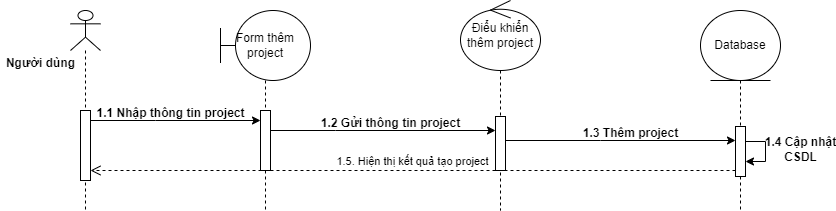 Form thêm
project
Điều khiển
thêm project
Database
Người dùng
1.1 Nhập thông tin project
1.2 Gửi thông tin project
1.3 Thêm project
1.4 Cập nhật
CSDL
1.5. Hiện thị kết quả tạo project